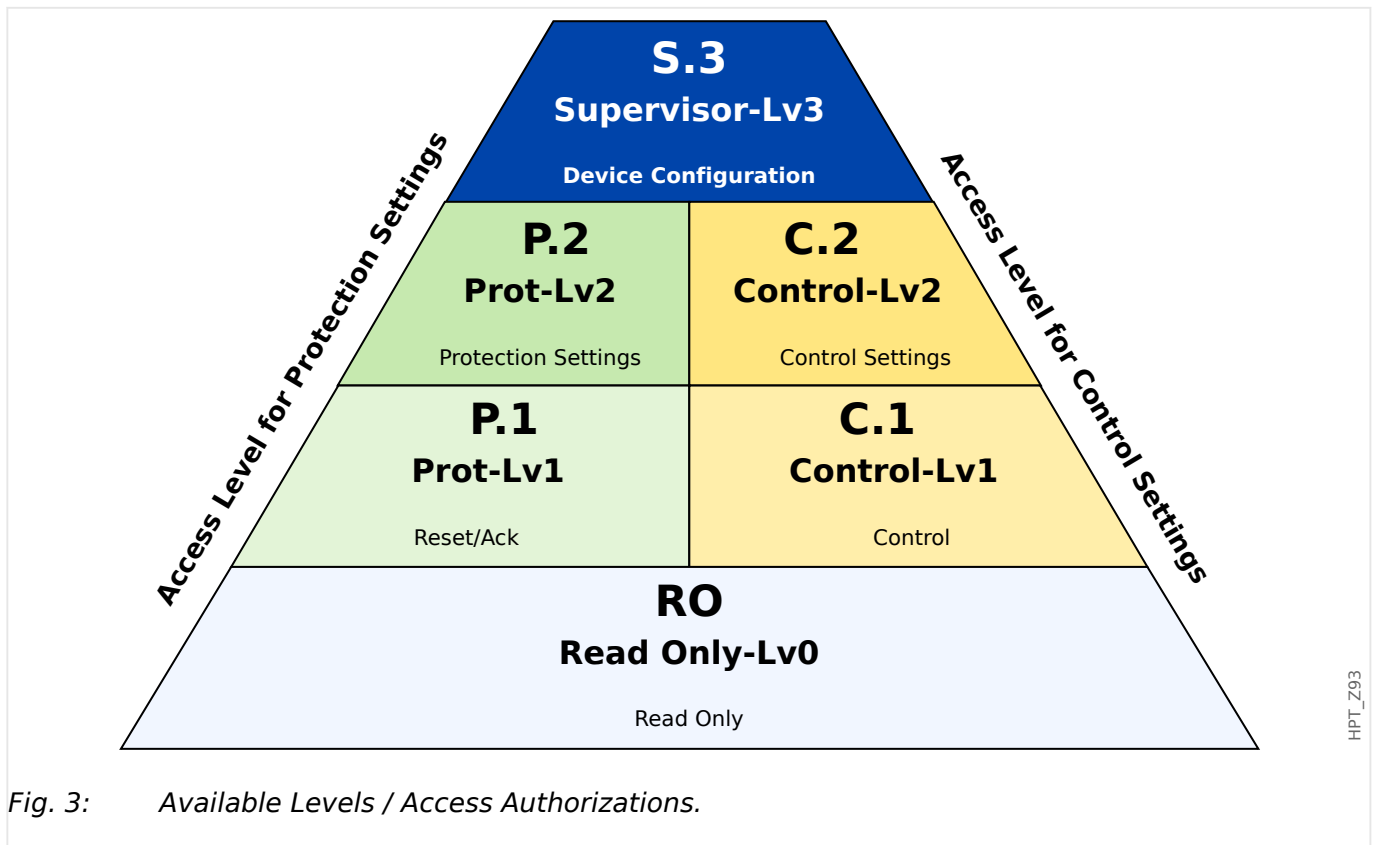 S.3
Supervisor-Lv3
Device Configuration
Access Level for Protection Settings
Access Level for Control Settings
P.2
Prot-Lv2
Protection Settings
C.2
Control-Lv2
Control Settings
P.1
Prot-Lv1
Reset/Ack
C.1
Control-Lv1
Control
RO
Read Only-Lv0
Read Only
HPT_Z93
Fig. 3: Available Levels / Access Authorizations.